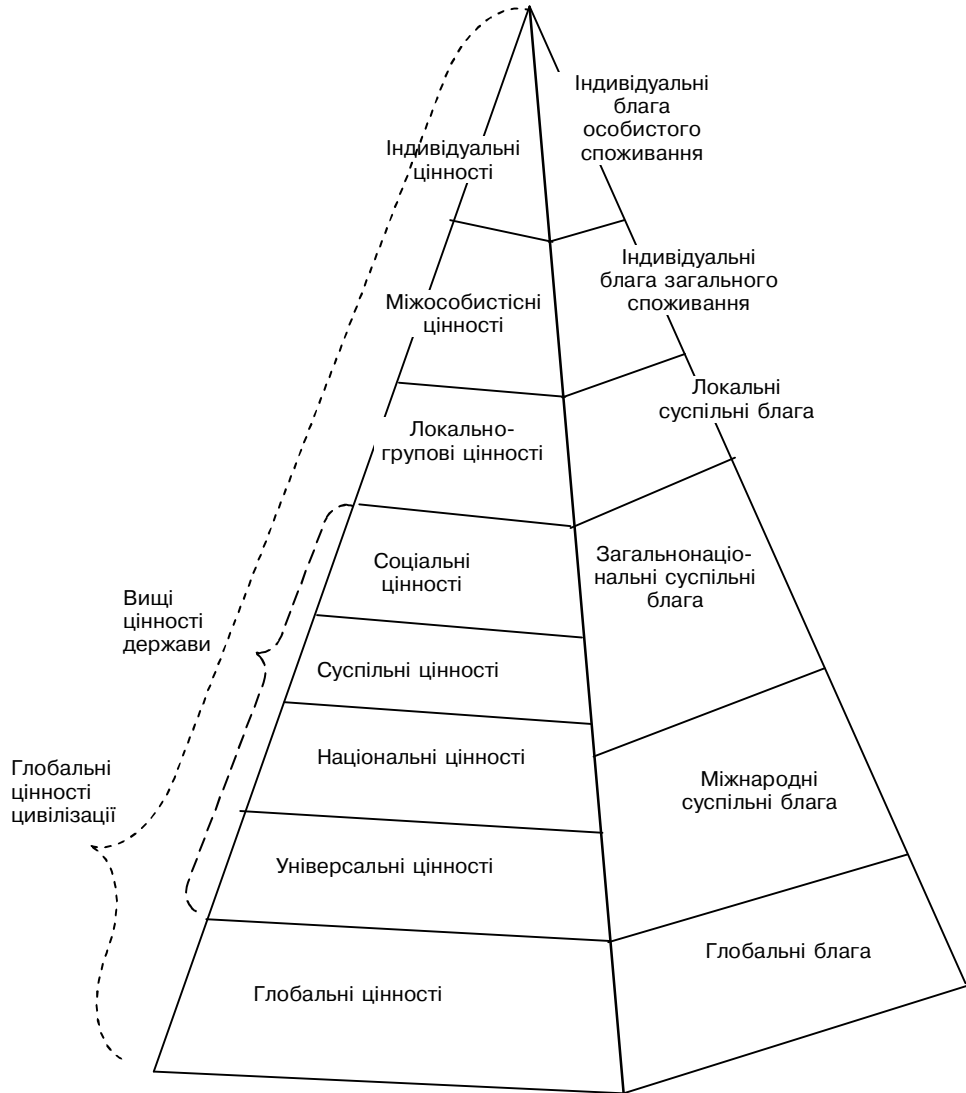 Індивідуальні
блага
особистого
споживання
Індивідуальні
цінності
Індивідуальні
блага загального
споживання
Міжособистісні
цінності
Локальні
суспільні блага
Локально-
групові цінності
Загальнонаціо-
нальні суспільні
блага
Соціальні
цінності
Вищі
цінності
держави
Суспільні цінності
Національні цінності
Глобальні
цінності
цивілізації
Міжнародні
суспільні блага
Універсальні цінності
Глобальні блага
Глобальні цінності